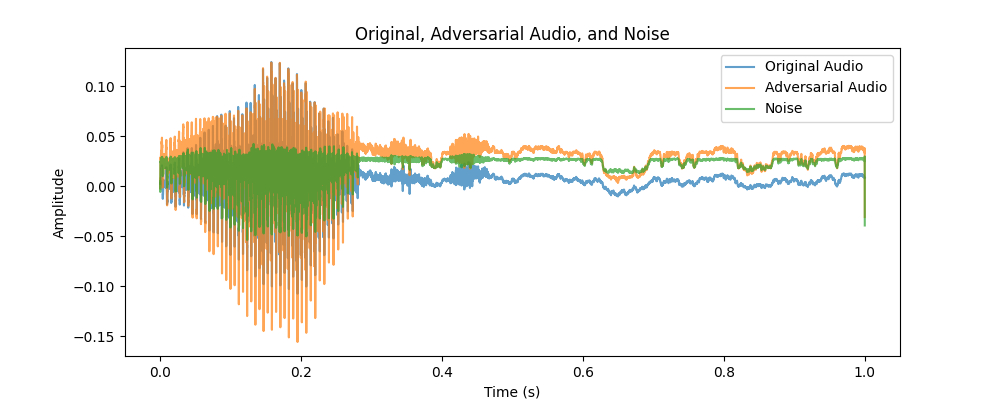 Original, Adversarial Audio, and Noise
Original Audio
Adversarial Audio
Noise
0.10
0.05
0.00
−0.05
−0.10
−0.15
Amplitude
0.0
0.2
0.4
0.6
0.8
1.0
Time (s)